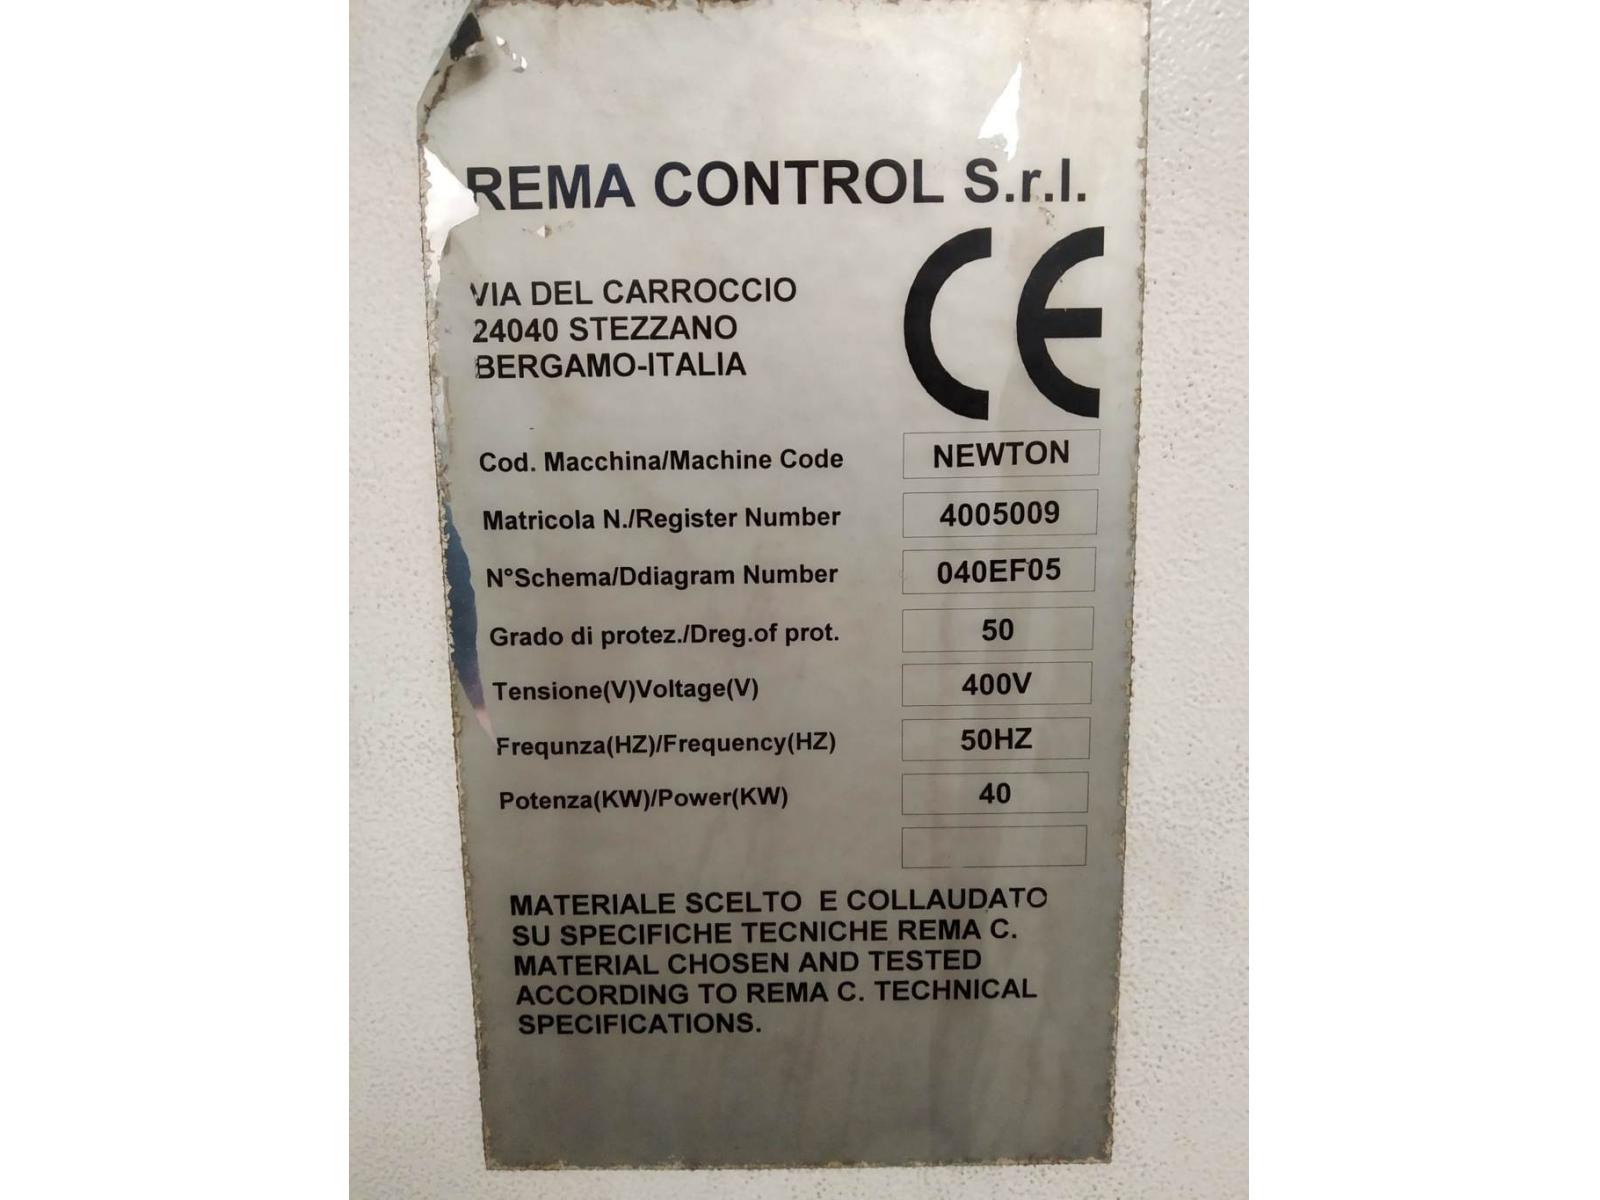 REMA CONTROL S.r.l.
VIA DEL CARROCCIO
24040 STEZZANO
BERGAMO-ITALIA
CE
Cod. Macchina/Machine Code NEWTON
Matricola N./Register Number 4005009
N°Schema/Ddiagram Number 040EF05
Grado di protez./Dreg.of prot. 50
Tensione(V)Voltage(V) 400V
Frequnza(HZ)/Frequency(HZ) 50HZ
Potenza(KW)/Power(KW) 40
MATERIALE SCELTO E COLLAUDATO
SU SPECIFICHE TECNICHE REMA C.
MATERIAL CHOSEN AND TESTED
ACCORDING TO REMA C. TECHNICAL
SPECIFICATIONS.